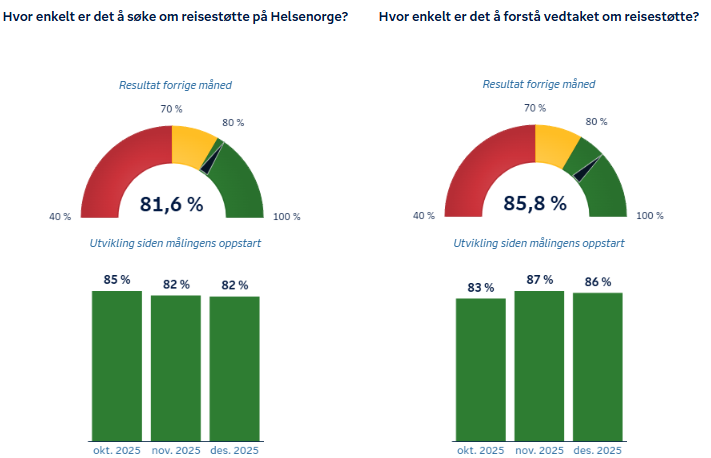 Hvor enkelt er det å søke om reisestøtte på Helsenorge?
Resultat forrige måned
70 %
80 %
40 %
81,6 %
100 %
Utvikling siden målingens oppstart
85 %
82 %
82 %
okt. 2025
nov. 2025
des. 2025
Hvor enkelt er det å forstå vedtaket om reisestøtte?
Resultat forrige måned
70 %
80 %
40 %
85,8 %
100 %
Utvikling siden målingens oppstart
83 %
87 %
86 %
okt. 2025
nov. 2025
des. 2025